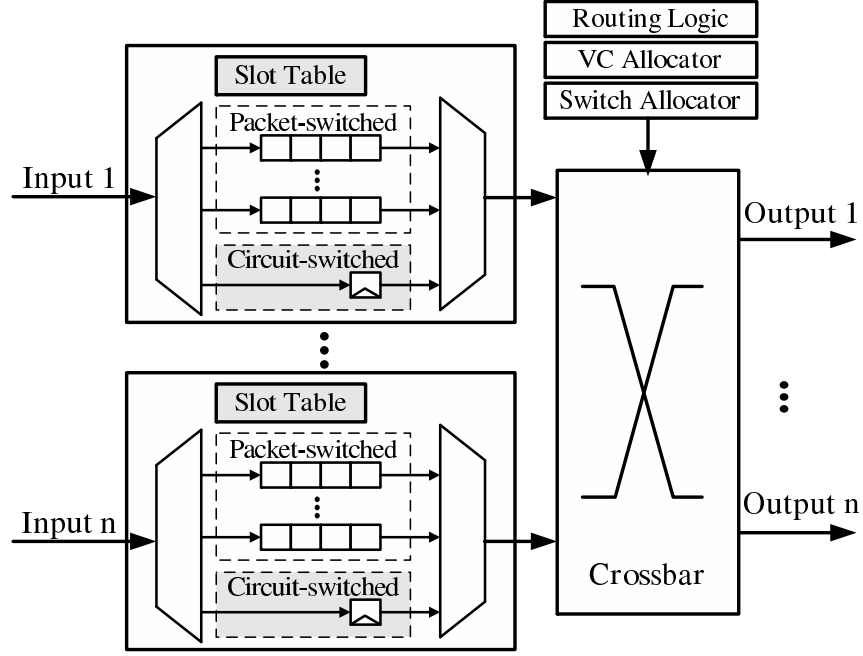 Routing Logic
VC Allocator
Switch Allocator
Slot Table
Packet-switched
Input 1
Circuit-switched
Output 1
Slot Table
Packet-switched
Input n
Circuit-switched
Output n
Crossbar